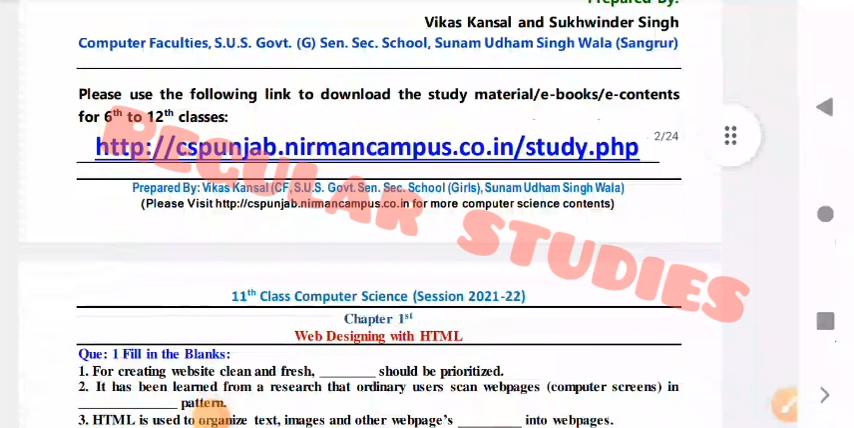 Prepared By:
Vikas Kansal and Sukhwinder Singh
Computer Faculties, S.U.S. Govt. (G) Sen. Sec. School, Sunam Udham Singh Wala (Sangrur)
Please use the following link to download the study material/e-books/e-contents
for 6th to 12th classes:
http://cspunjab.nirmancampus.co.in/study.php
2/24
Prepared By: Vikas Kansal (CF, S.U.S. Govt. Sen. Sec. School (Girls), Sunam Udham Singh Wala)
(Please Visit http://cspunjab.nirmancampus.co.in for more computer science contents)
REGULAR STUDIES
11th Class Computer Science (Session 2021-22)
Chapter 1st
Web Designing with HTML
Que: 1 Fill in the Blanks:
1. For creating website clean and fresh, ________ should be prioritized.
2. It has been learned from a research that ordinary users scan webpages (computer screens) in
______________ pattern.
3. HTML is used to organize text, images and other webpage's _________ into webpages.